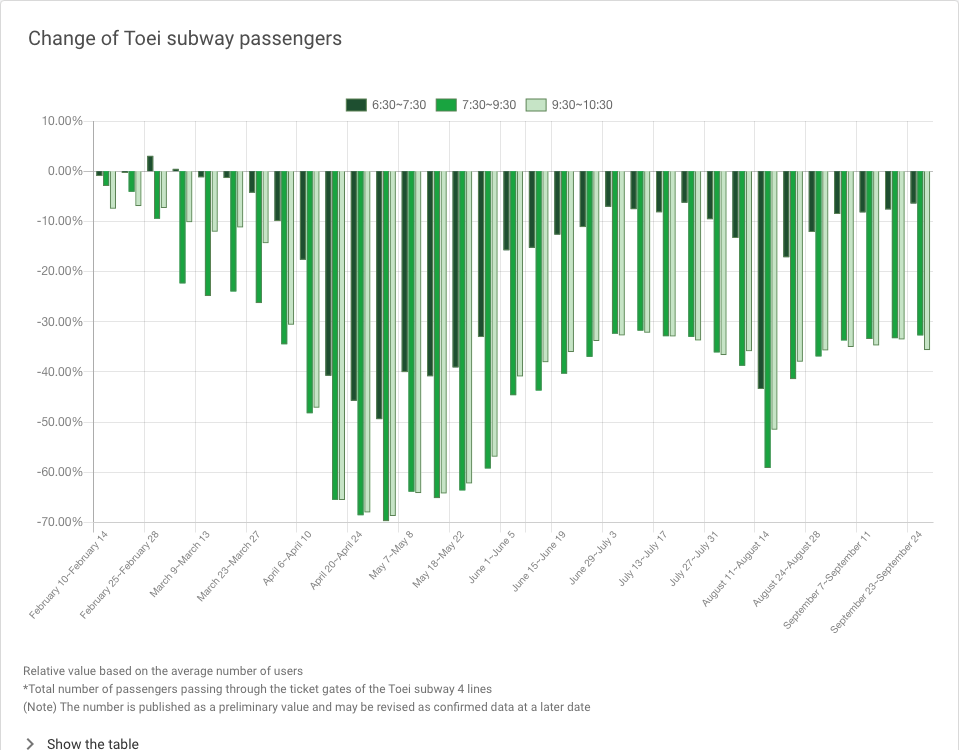 Change of Toei subway passengers
6:30~7:30 7:30~9:30 9:30~10:30
10.00%
0.00%
-10.00%
-20.00%
-30.00%
-40.00%
-50.00%
-60.00%
-70.00%
February 10~February 14
February 25~February 28
March 9~March 13
March 23~March 27
April 6~April 10
April 20~April 24
May 7~May 8
May 18~May 22
June 1~June 5
June 15~June 19
June 29~July 3
July 13~July 17
July 27~July 31
August 11~August 14
August 24~August 28
September 7~September 11
September 23~September 24
Relative value based on the average number of users
*Total number of passengers passing through the ticket gates of the Toei subway 4 lines
(Note) The number is published as a preliminary value and may be revised as confirmed data at a later date
Show the table